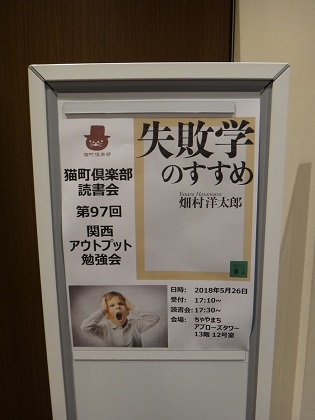 猫町倶楽部
猫町倶楽部
読書会
第97回
関西
アウトプット
勉強会
失敗学
のすすめ
Yotaro Hatamura
畑村洋太郎
日時: 2018年5月26日
受付: 17:10~
読書会:17:30~
会場: ちゃやまち
アプローズタワー
13階 12号室